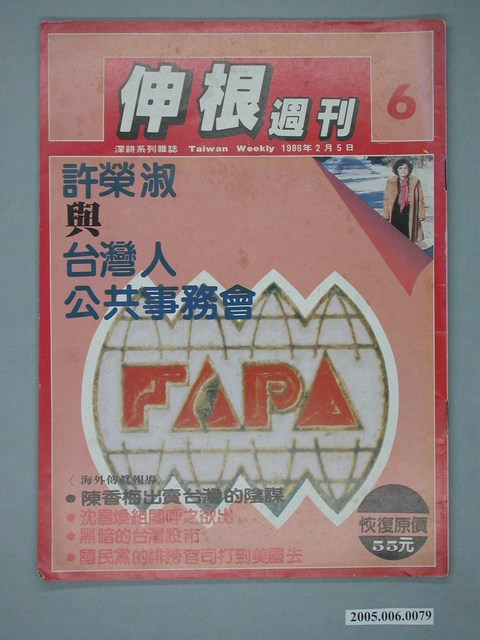 伸根週刊
6
深耕系列雜誌 Taiwan Weekly 1986年2月5日
許榮淑
與
台灣人
公共事務會
FAPA
〈海外傳真報導〉
●陳香梅出賣台灣的陰謀
●沈昌煥組閣呼之欲出
●黑暗的台灣股市
●國民黨的誹謗官司打到美國去
恢復原價
55元
2005.006.0079